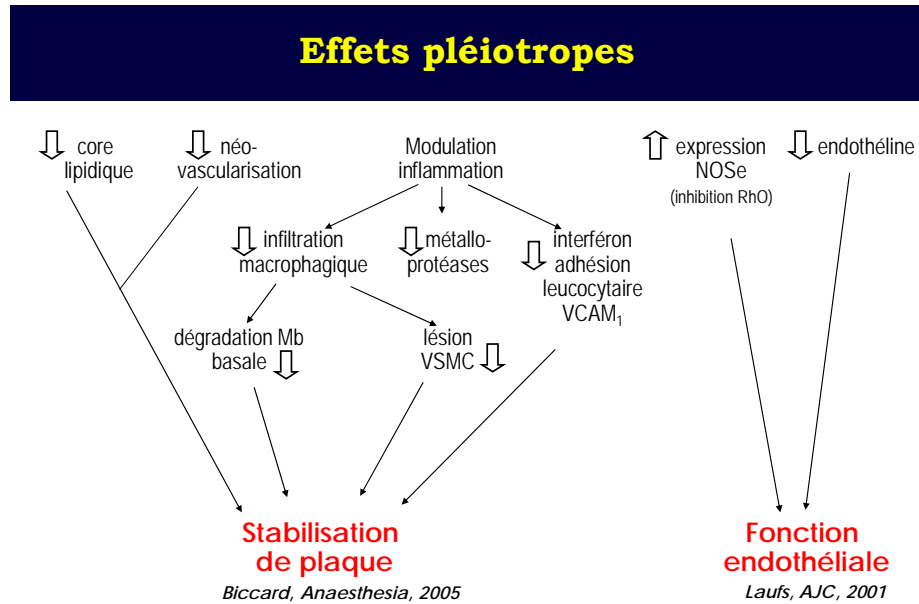 Effets pléiotropes
core
lipidique
néo-
vascularisation
Modulation
inflammation
expression
NOSe
(inhibition RhO)
endothéline
infiltration
macrophagique
métallo-
protéases
interféron
adhésion
leucocytaire
VCAM1
dégradation Mb
basale
lésion
VSMC
Stabilisation
de plaque
Biccard, Anaesthesia, 2005
Fonction
endothéliale
Laufs, AJC, 2001